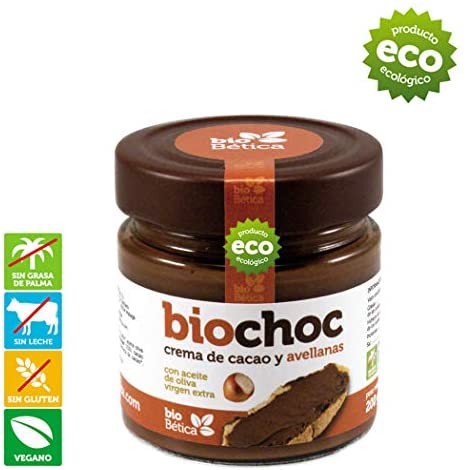 producto
eco
ecológico
bio
Bética
bio
Bética
producto
eco
ecológico
bio
Bética
biochoc
crema de cacao y avellanas
con aceite
de oliva
virgen extra
bio
Bética
SIN GRASA
DE PALMA
SIN LECHE
SIN GLUTEN
VEGANO